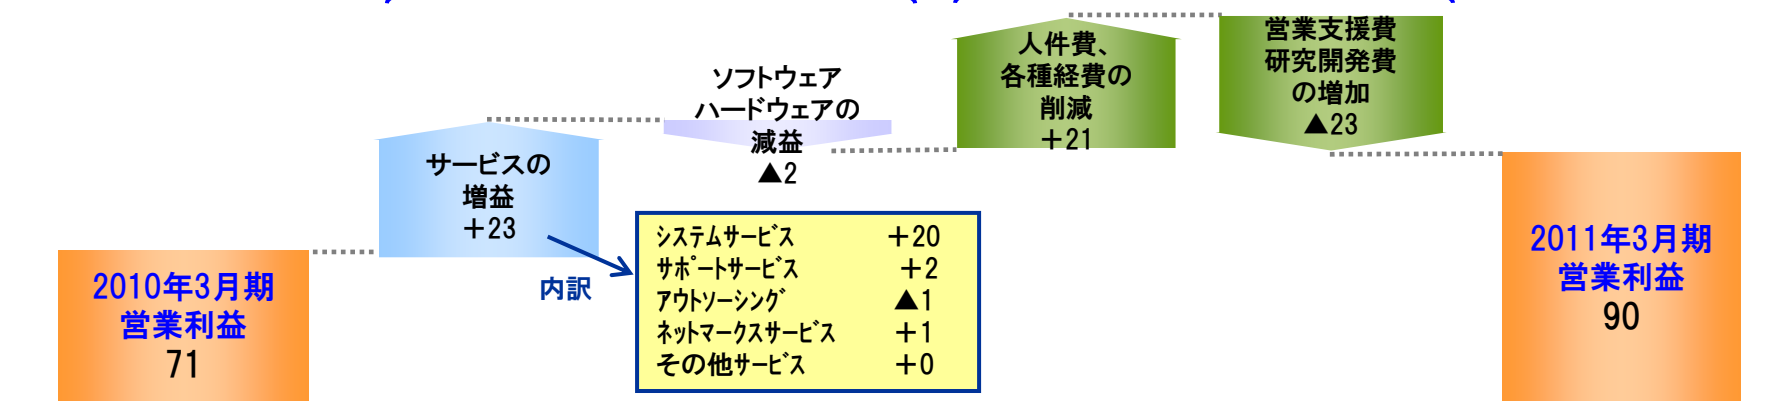 2010年3月期
営業利益
71
サービスの
増益
＋23
内訳
ソフトウェア
ハードウェアの
減益
▲2
システムサービス ＋20
サポートサービス ＋2
アウトソーシング ▲1
ネットマークスサービス ＋1
その他サービス ＋0
人件費、
各種経費の
削減
＋21
営業支援費
研究開発費
の増加
▲23
2011年3月期
営業利益
90